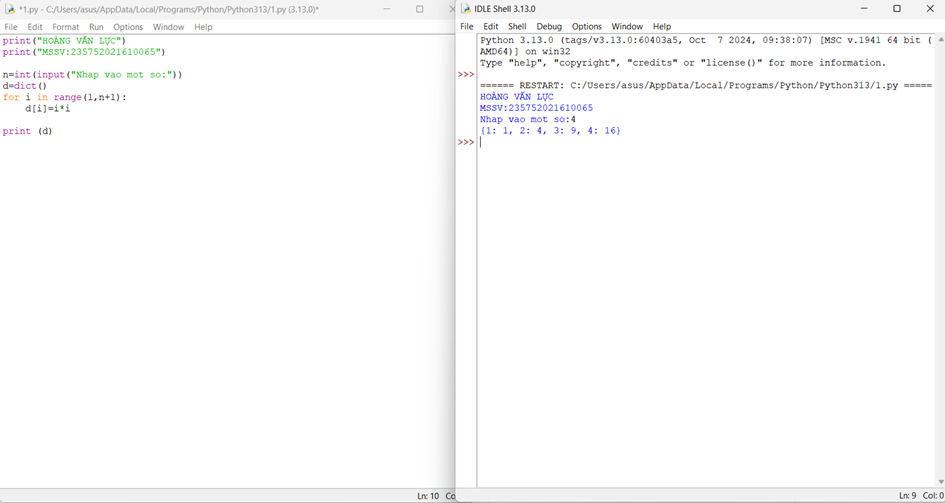 *1.py - C:/Users/asus/AppData/Local/Programs/Python/Python313/1.py (3.13.0)*
File Edit Format Run Options Window Help
print("HOÀNG VĂN LỰC")
print("MSSV:235752021610065")
n=int(input("Nhap vao mot so:"))
d=dict()
for i in range(1,n+1):
    d[i]=i*i
print (d)
Ln: 10 Co
IDLE Shell 3.13.0
File Edit Shell Debug Options Window Help
Python 3.13.0 (tags/v3.13.0:60403a5, Oct  7 2024, 09:38:07) [MSC v.1941 64 bit (
AMD64)] on win32
Type "help", "copyright", "credits" or "license()" for more information.
>>>
====== RESTART: C:/Users/asus/AppData/Local/Programs/Python/Python313/1.py =====
HOÀNG VĂN LỰC
MSSV:235752021610065
Nhap vao mot so:4
{1: 1, 2: 4, 3: 9, 4: 16}
>>>
Ln: 9 Col: 0